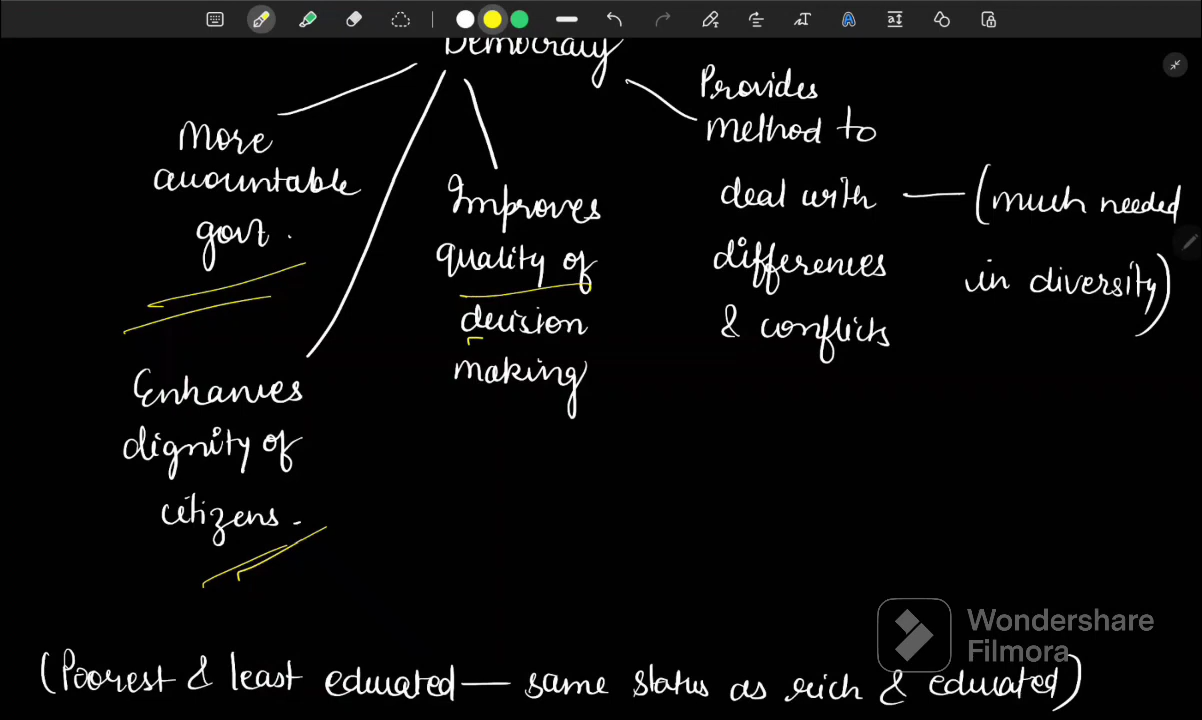 Democracy
More
accountable
govt.
Enhances
dignity of
citizens.
Improves
quality of
decision
making
Provides
method to
deal with
differences
& conflicts
(much needed
in diversity)
(Poorest & least educated — same status as rich & educated)
Wondershare
Filmora